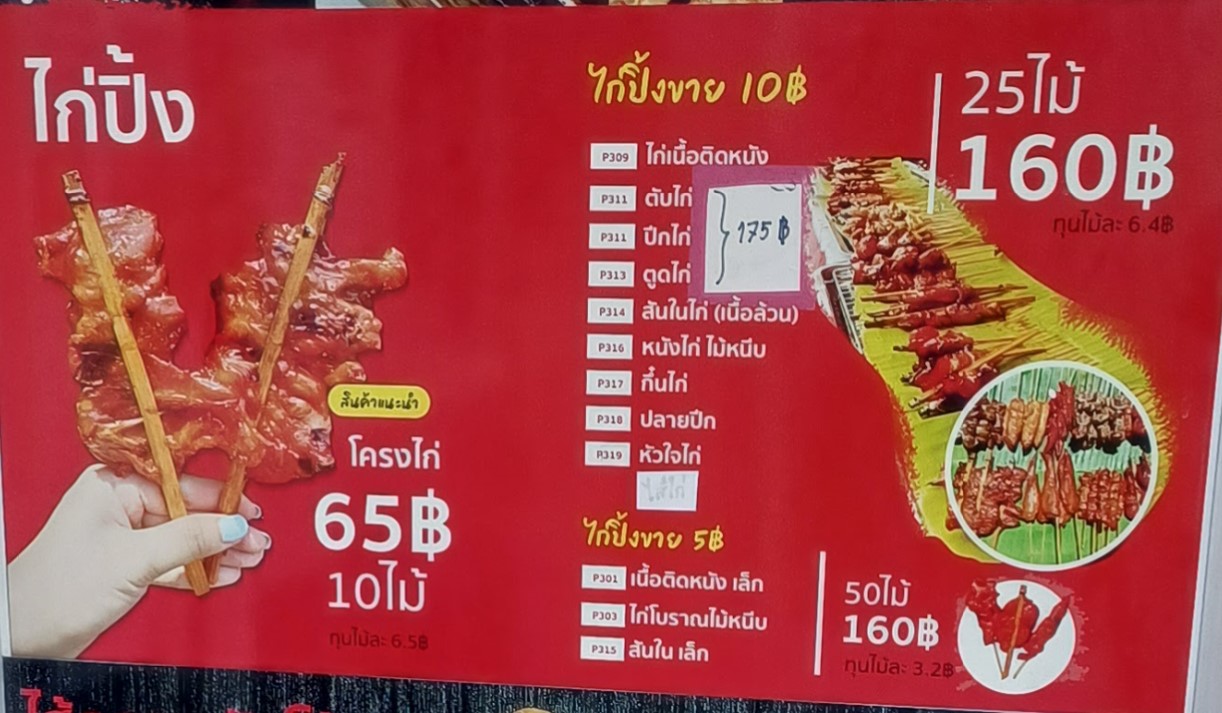 ไก่ปิ้ง
สินค้าแนะนำ
โครงไก่
65฿
10ไม้
ทุนไม้ละ 6.5฿
ไก่ปิ้งขาย 10฿
P309 ไก่เนื้อติดหนัง
P311 ตับไก่
P311 ปีกไก่
P313 ตูดไก่
175 ฿
P314 สันในไก่ (เนื้อล้วน)
P316 หนังไก่ ไม้หนีบ
P317 กึ๋นไก่
P318 ปลายปีก
P319 หัวใจไก่
ไส้ไก่
25ไม้
160฿
ทุนไม้ละ 6.4฿
ไก่ปิ้งขาย 5฿
P301 เนื้อติดหนัง เล็ก
P303 ไก่โบราณไม้หนีบ
P315 สันใน เล็ก
50ไม้
160฿
ทุนไม้ละ 3.2฿